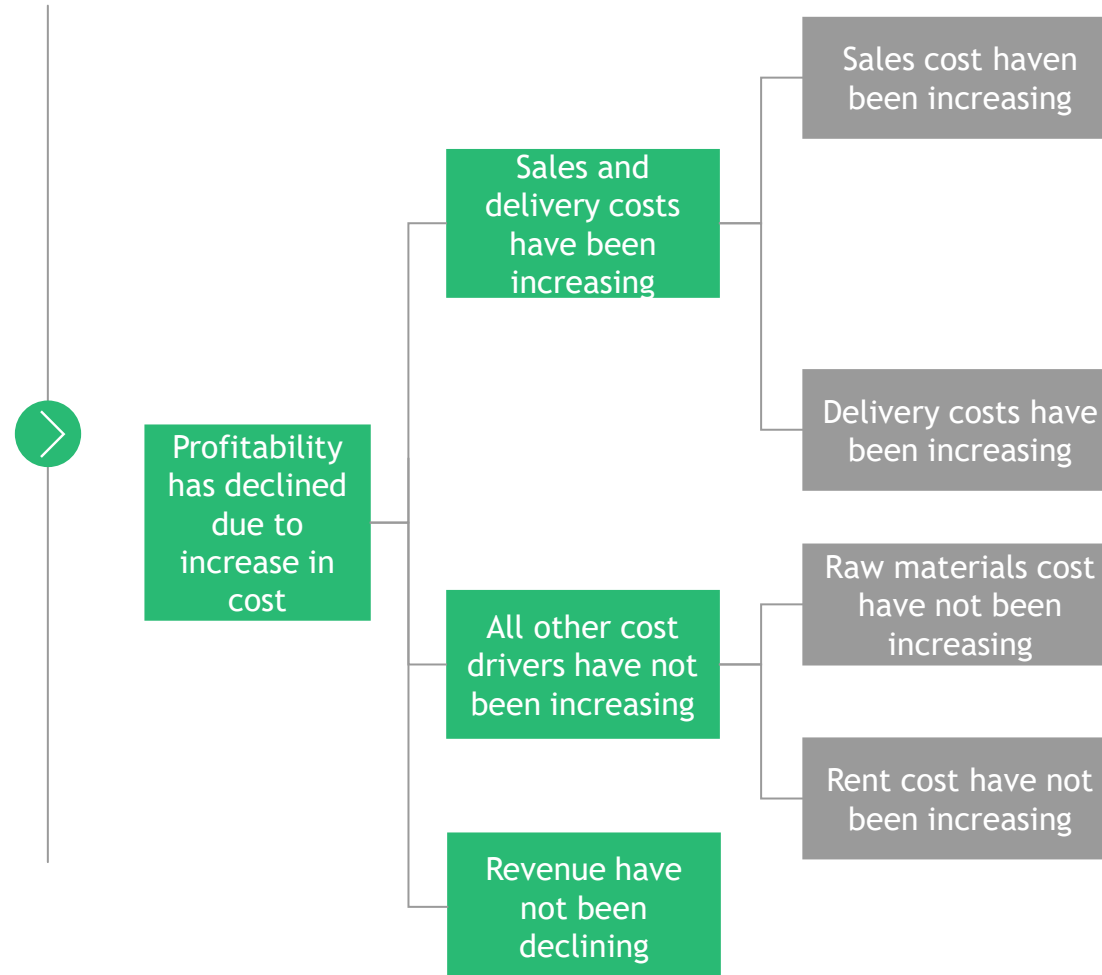 Sales cost haven
been increasing
Sales and
delivery costs
have been
increasing
Delivery costs have
been increasing
Profitability
has declined
due to
increase in
cost
Raw materials cost
have not been
increasing
All other cost
drivers have not
been increasing
Rent cost have not
been increasing
Revenue have
not been
declining